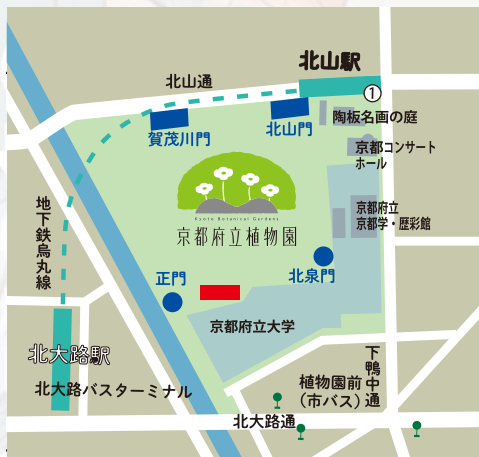 北山駅
北山通
①
賀茂川門
北山門
陶板名画の庭
京都コンサート
ホール
Kyoto Botanical Gardens
京都府立植物園
京都府立
京都学・歴彩館
地下鉄烏丸線
正門
北泉門
北大路駅
京都府立大学
北大路バスターミナル
下鴨中通
植物園前
（市バス）
北大路通